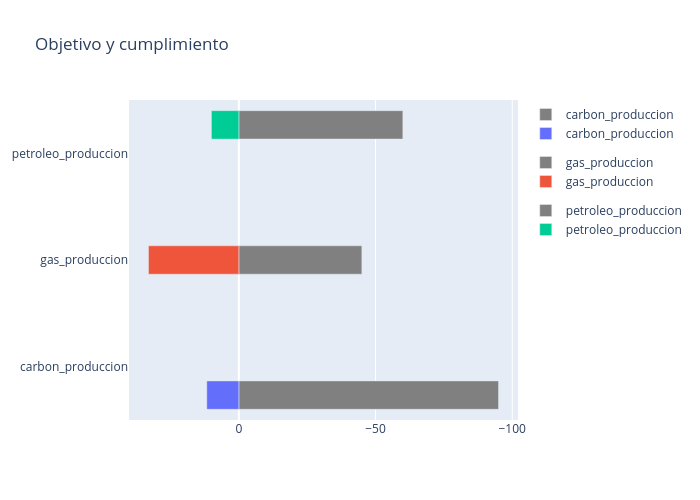 Objetivo y cumplimiento
petroleo_produccion
gas_produccion
carbon_produccion
0
−50
−100
carbon_produccion
carbon_produccion
gas_produccion
gas_produccion
petroleo_produccion
petroleo_produccion